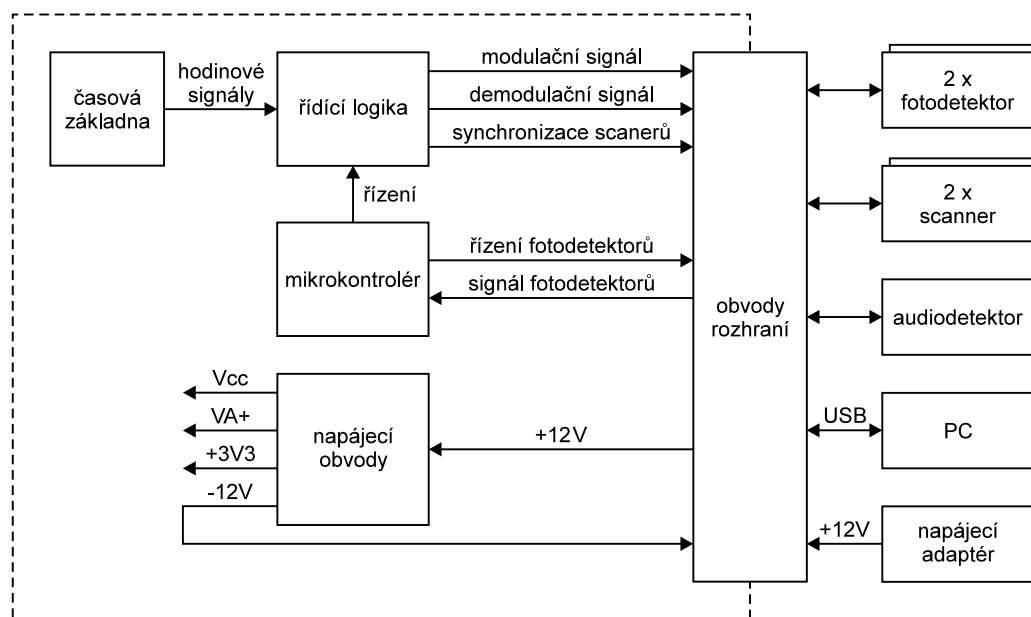 časová
základna
hodinové
signály
řídící logika
modulační signál
demodulační signál
synchronizace scanerů
řízení
mikrokontrolér
řízení fotodetektorů
signál fotodetektorů
Vcc
VA+
+3V3
-12V
napájecí
obvody
+12V
obvody
rozhraní
2 x
fotodetektor
2 x
scanner
audiodetektor
USB
PC
+12V
napájecí
adaptér